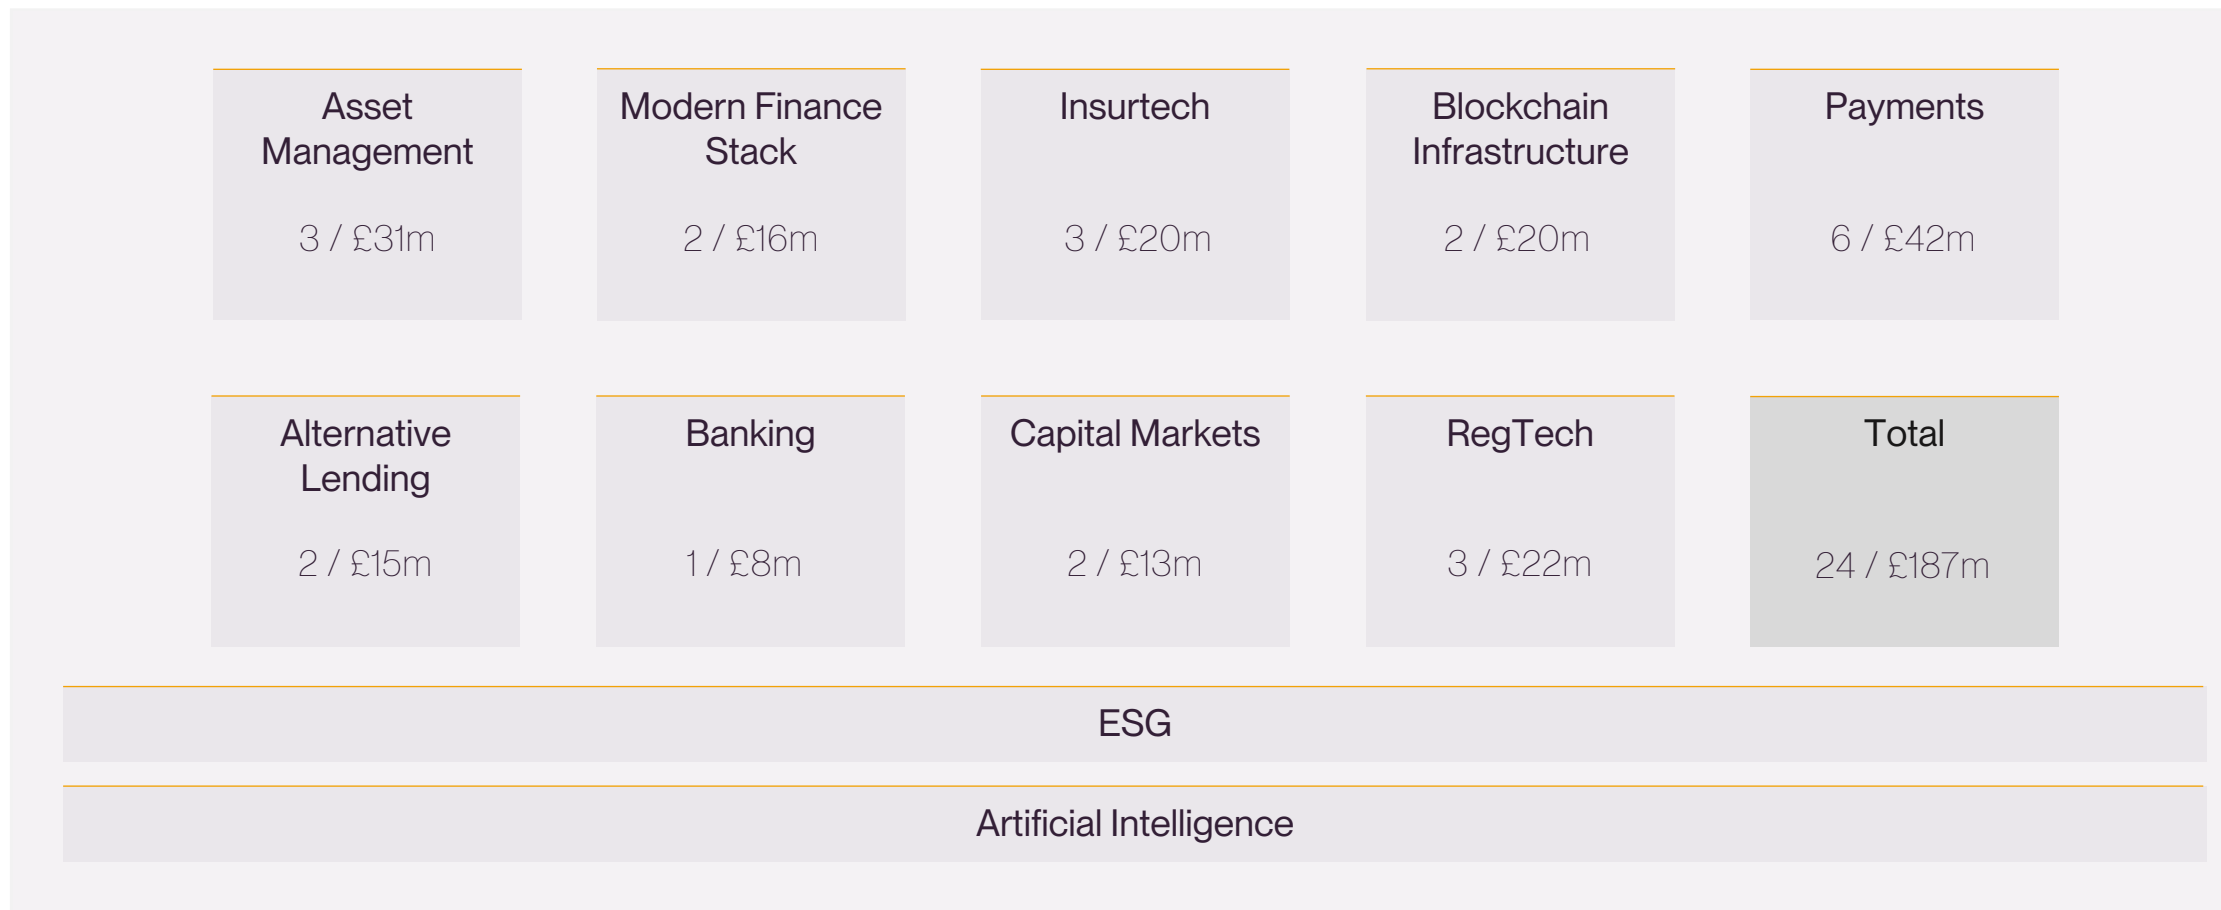 Asset
Management
3 / £31m
Modern Finance
Stack
2 / £16m
Insurtech
3 / £20m
Blockchain
Infrastructure
2 / £20m
Payments
6 / £42m
Alternative
Lending
2 / £15m
Banking
1 / £8m
Capital Markets
2 / £13m
RegTech
3 / £22m
Total
24 / £187m
ESG
Artificial Intelligence